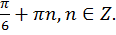 π/6 + πn, n ∈ Z.